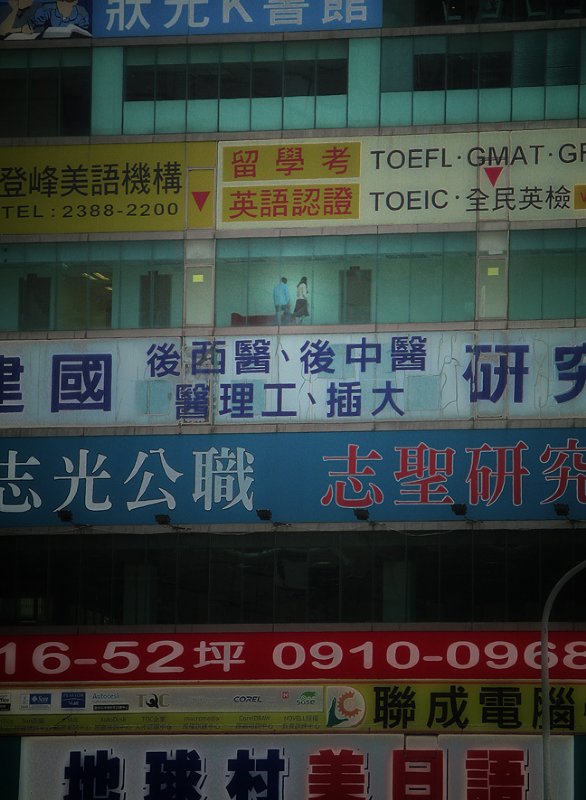 狀元K書館
登峰美語機構
TEL：2388-2200
留學考 TOEFL·GMAT·GR
英語認證 TOEIC·全民英檢
建國
後西醫、後中醫
醫理工、插大
研究
志光公職
志聖研究
16-52坪 0910-0968
Autodesk TQC COREL
聯成電腦
地球村美日語